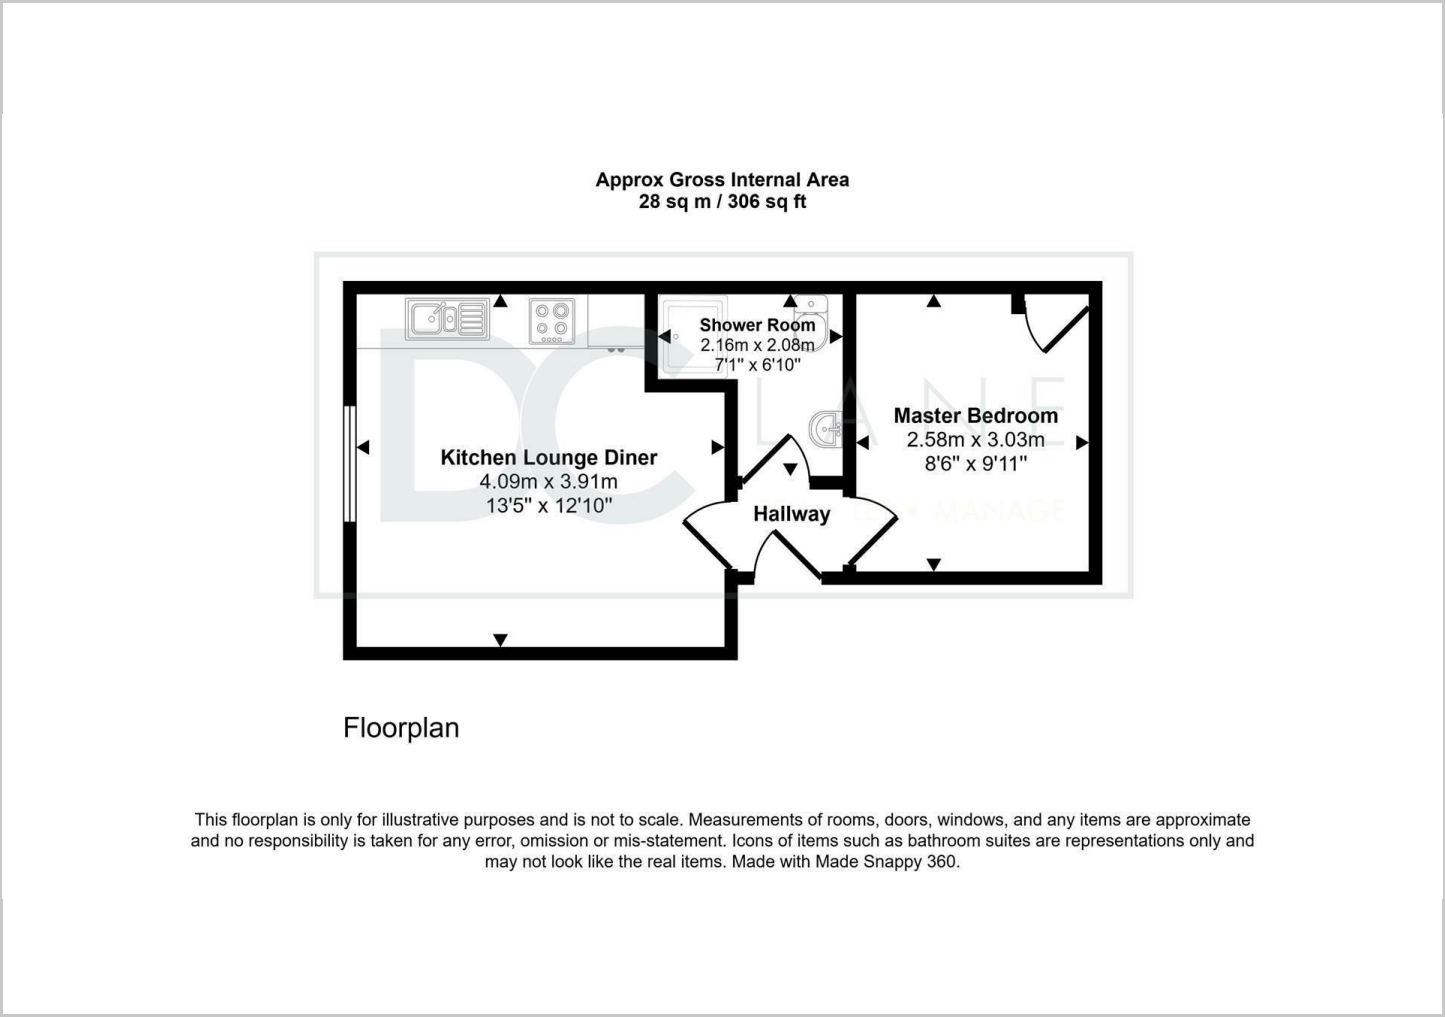 Approx Gross Internal Area
28 sq m / 306 sq ft
Shower Room
2.16m x 2.08m
7'1" x 6'10"
Master Bedroom
2.58m x 3.03m
8'6" x 9'11"
Kitchen Lounge Diner
4.09m x 3.91m
13'5" x 12'10"
Hallway
DC
LANE
MANAGE
Floorplan
This floorplan is only for illustrative purposes and is not to scale. Measurements of rooms, doors, windows, and any items are approximate
and no responsibility is taken for any error, omission or mis-statement. Icons of items such as bathroom suites are representations only and
may not look like the real items. Made with Made Snappy 360.